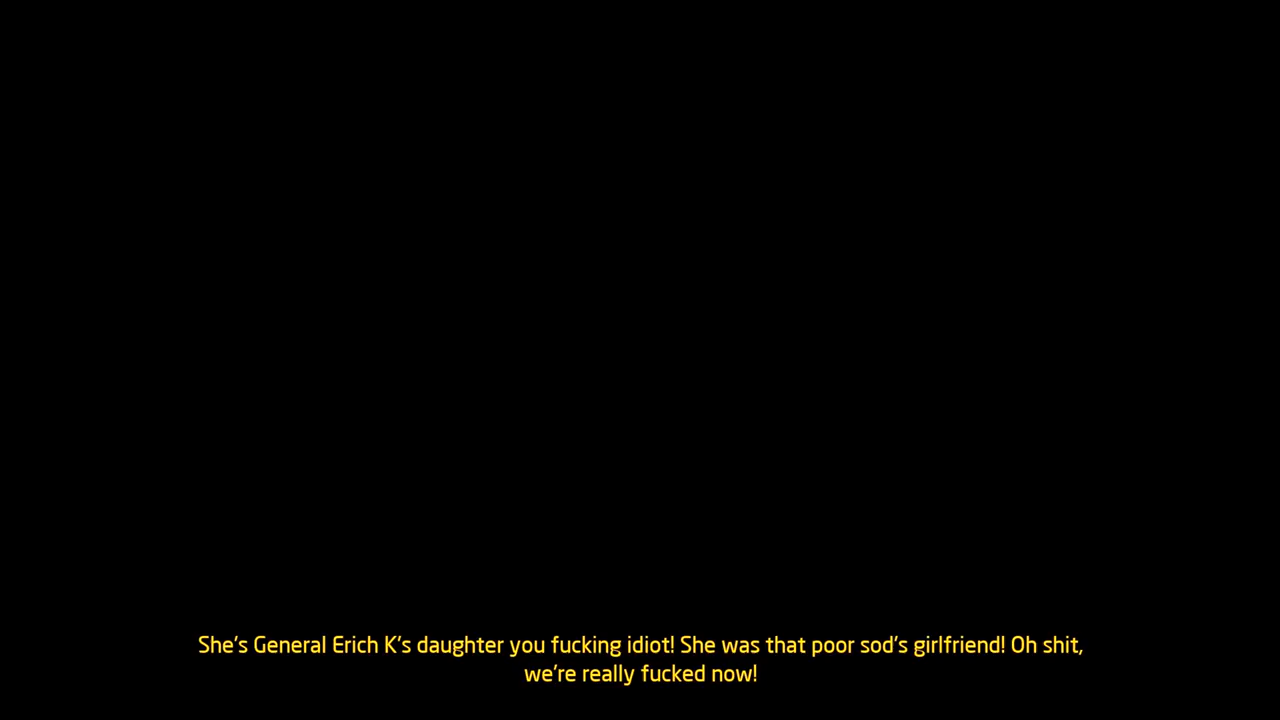 She's General Erich K's daughter you fucking idiot! She was that poor sod's girlfriend! Oh shit,
we're really fucked now!